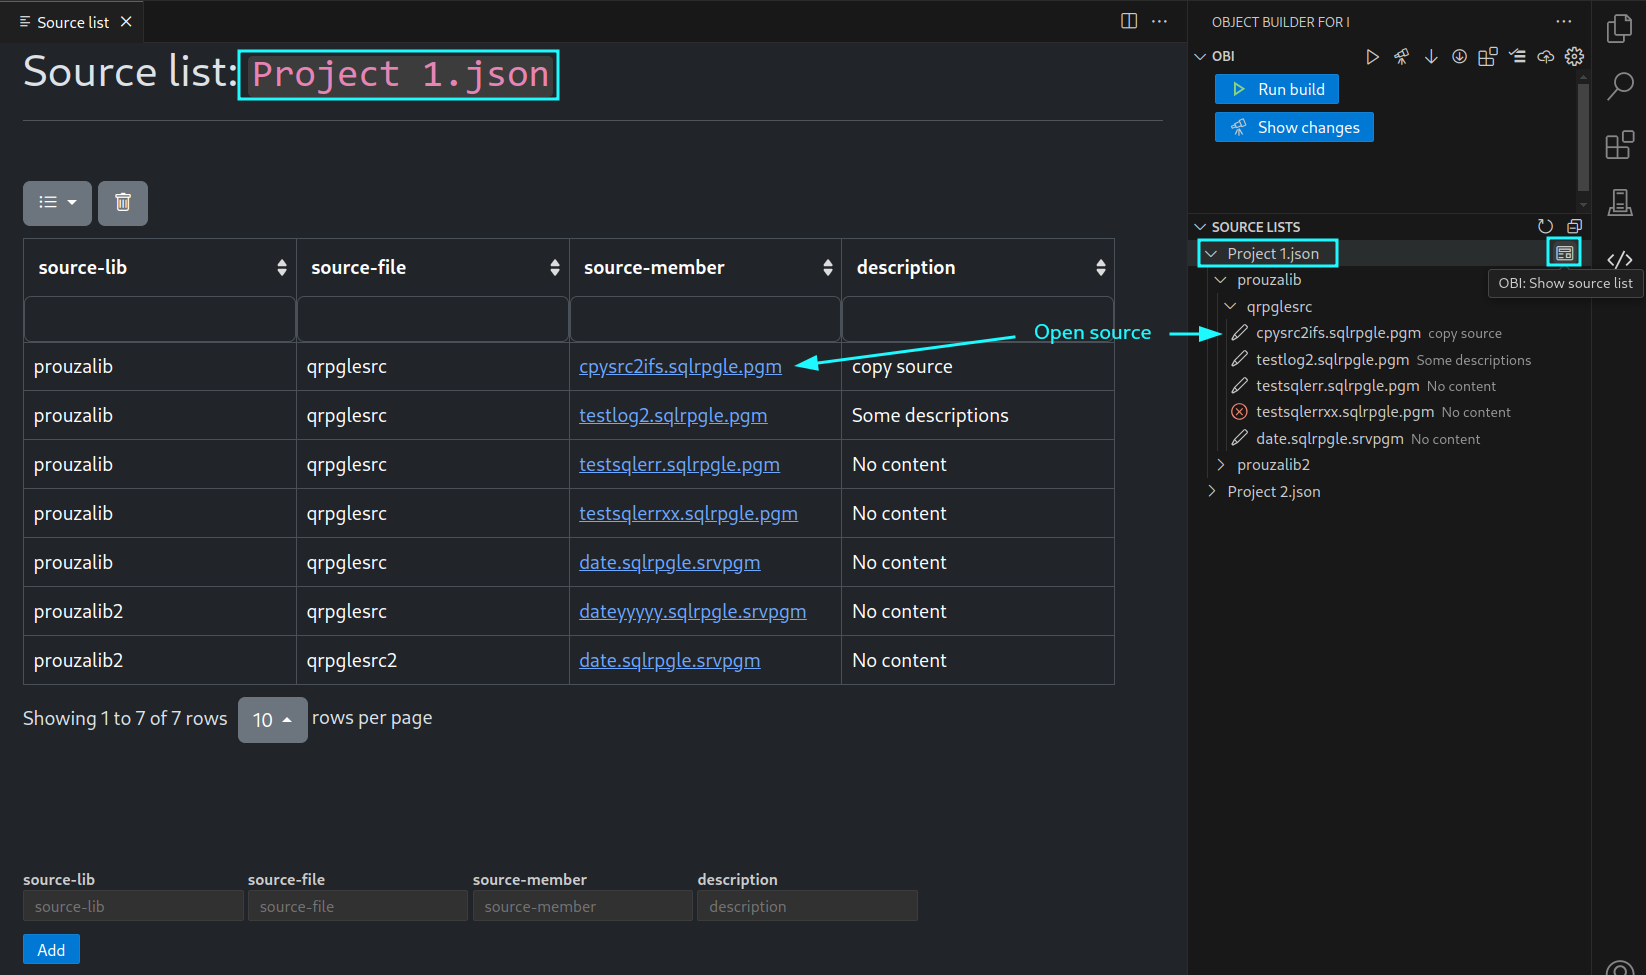 Source list
Source list: Project 1.json
source-lib source-file source-member description
prouzalib qrpglesrc cpysrc2ifs.sqlrpgle.pgm copy source
prouzalib qrpglesrc testlog2.sqlrpgle.pgm Some descriptions
prouzalib qrpglesrc testsqlerr.sqlrpgle.pgm No content
prouzalib qrpglesrc testsqlerrxx.sqlrpgle.pgm No content
prouzalib qrpglesrc date.sqlrpgle.srvpgm No content
prouzalib2 qrpglesrc dateyyyyy.sqlrpgle.srvpgm No content
prouzalib2 qrpglesrc2 date.sqlrpgle.srvpgm No content
Showing 1 to 7 of 7 rows 10 rows per page
source-lib source-file source-member description
source-lib source-file source-member description
Add
Open source
OBJECT BUILDER FOR I
OBI
Run build
Show changes
SOURCE LISTS
Project 1.json
OBI: Show source list
prouzalib
qrpglesrc
cpysrc2ifs.sqlrpgle.pgm copy source
testlog2.sqlrpgle.pgm Some descriptions
testsqlerr.sqlrpgle.pgm No content
testsqlerrxx.sqlrpgle.pgm No content
date.sqlrpgle.srvpgm No content
prouzalib2
Project 2.json